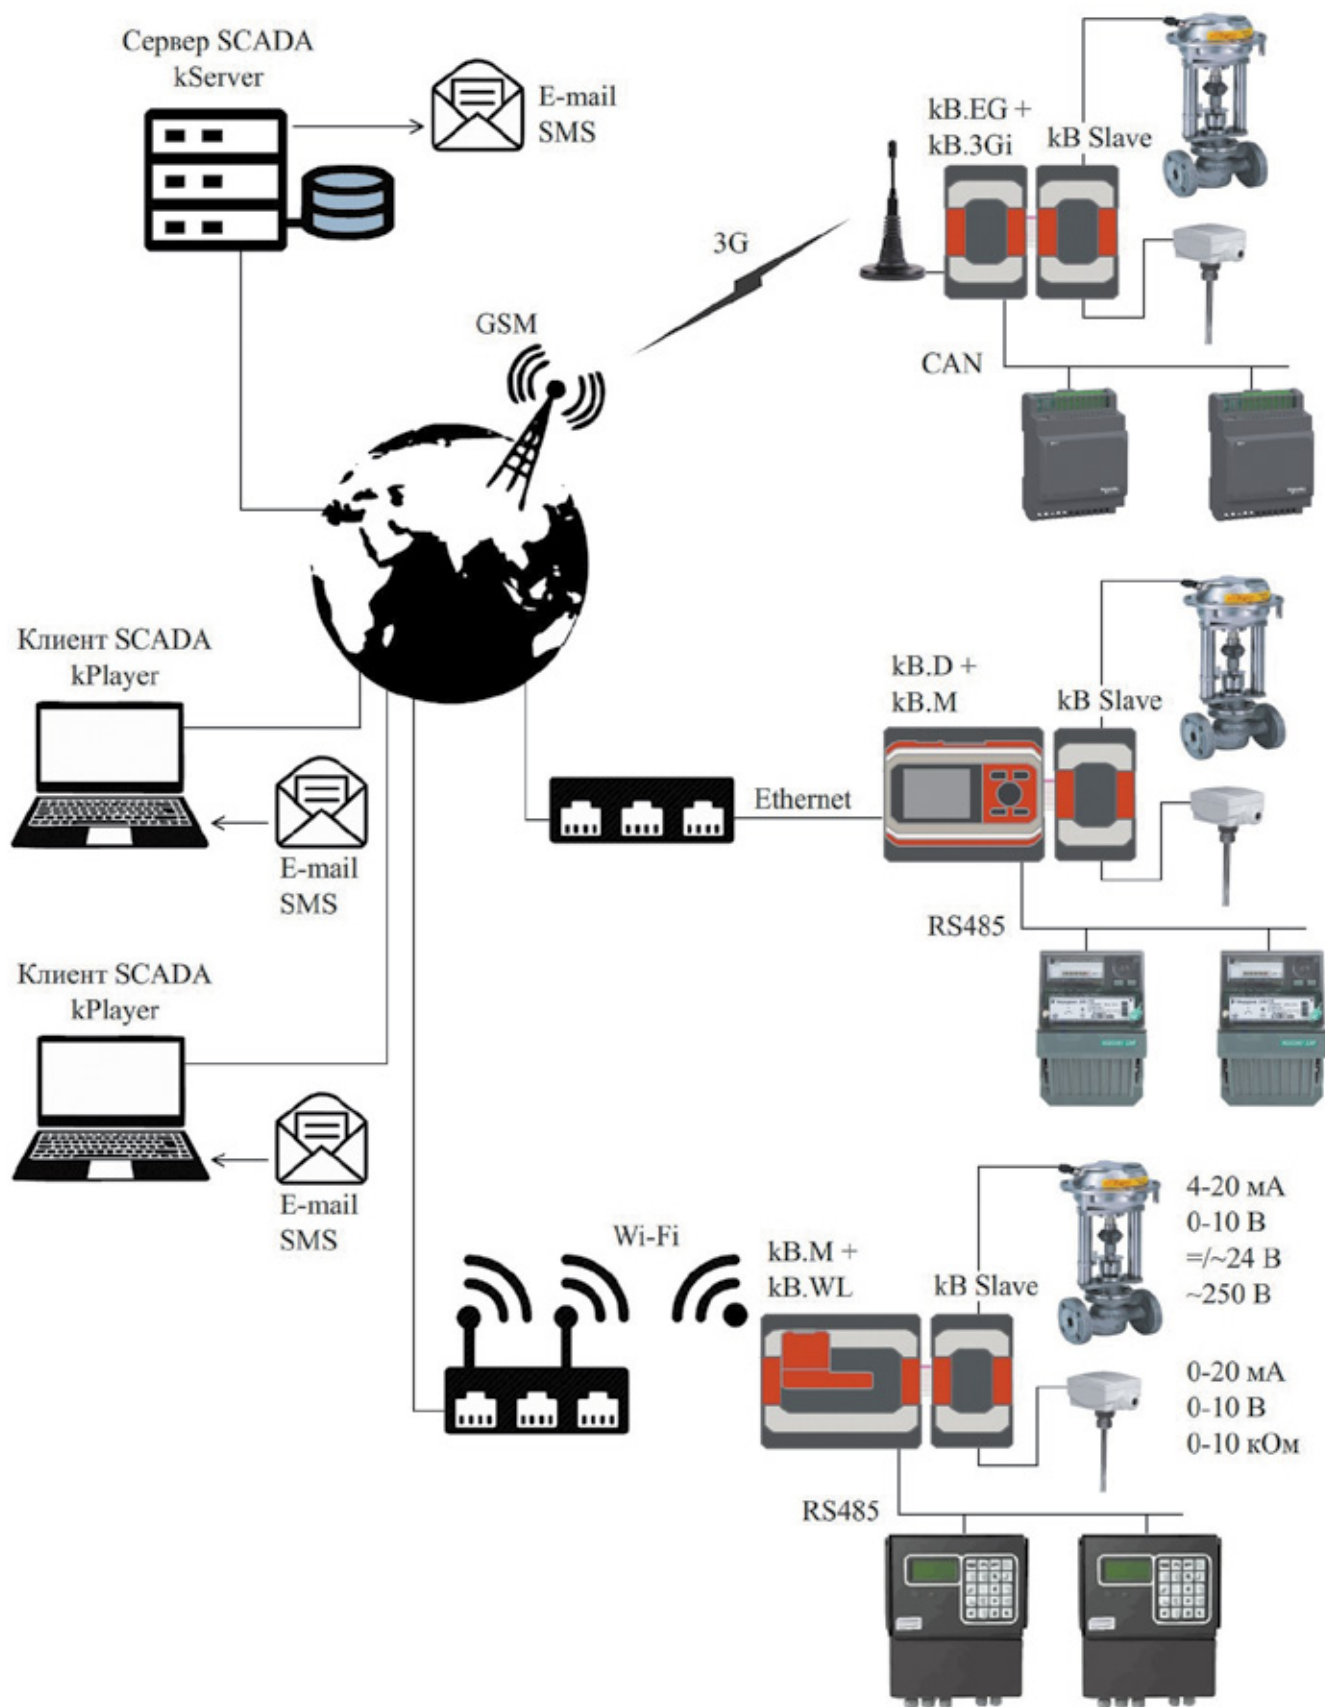 Сервер SCADA
kServer
E-mail
SMS
kB.EG +
kB.3Gi
kB Slave
3G
GSM
CAN
Клиент SCADA
kPlayer
E-mail
SMS
kB.D +
kB.M
kB Slave
Ethernet
RS485
Клиент SCADA
kPlayer
E-mail
SMS
Wi-Fi
kB.M +
kB.WL
kB Slave
4-20 мА
0-10 В
=/~24 В
~250 В
0-20 мА
0-10 В
0-10 кОм
RS485